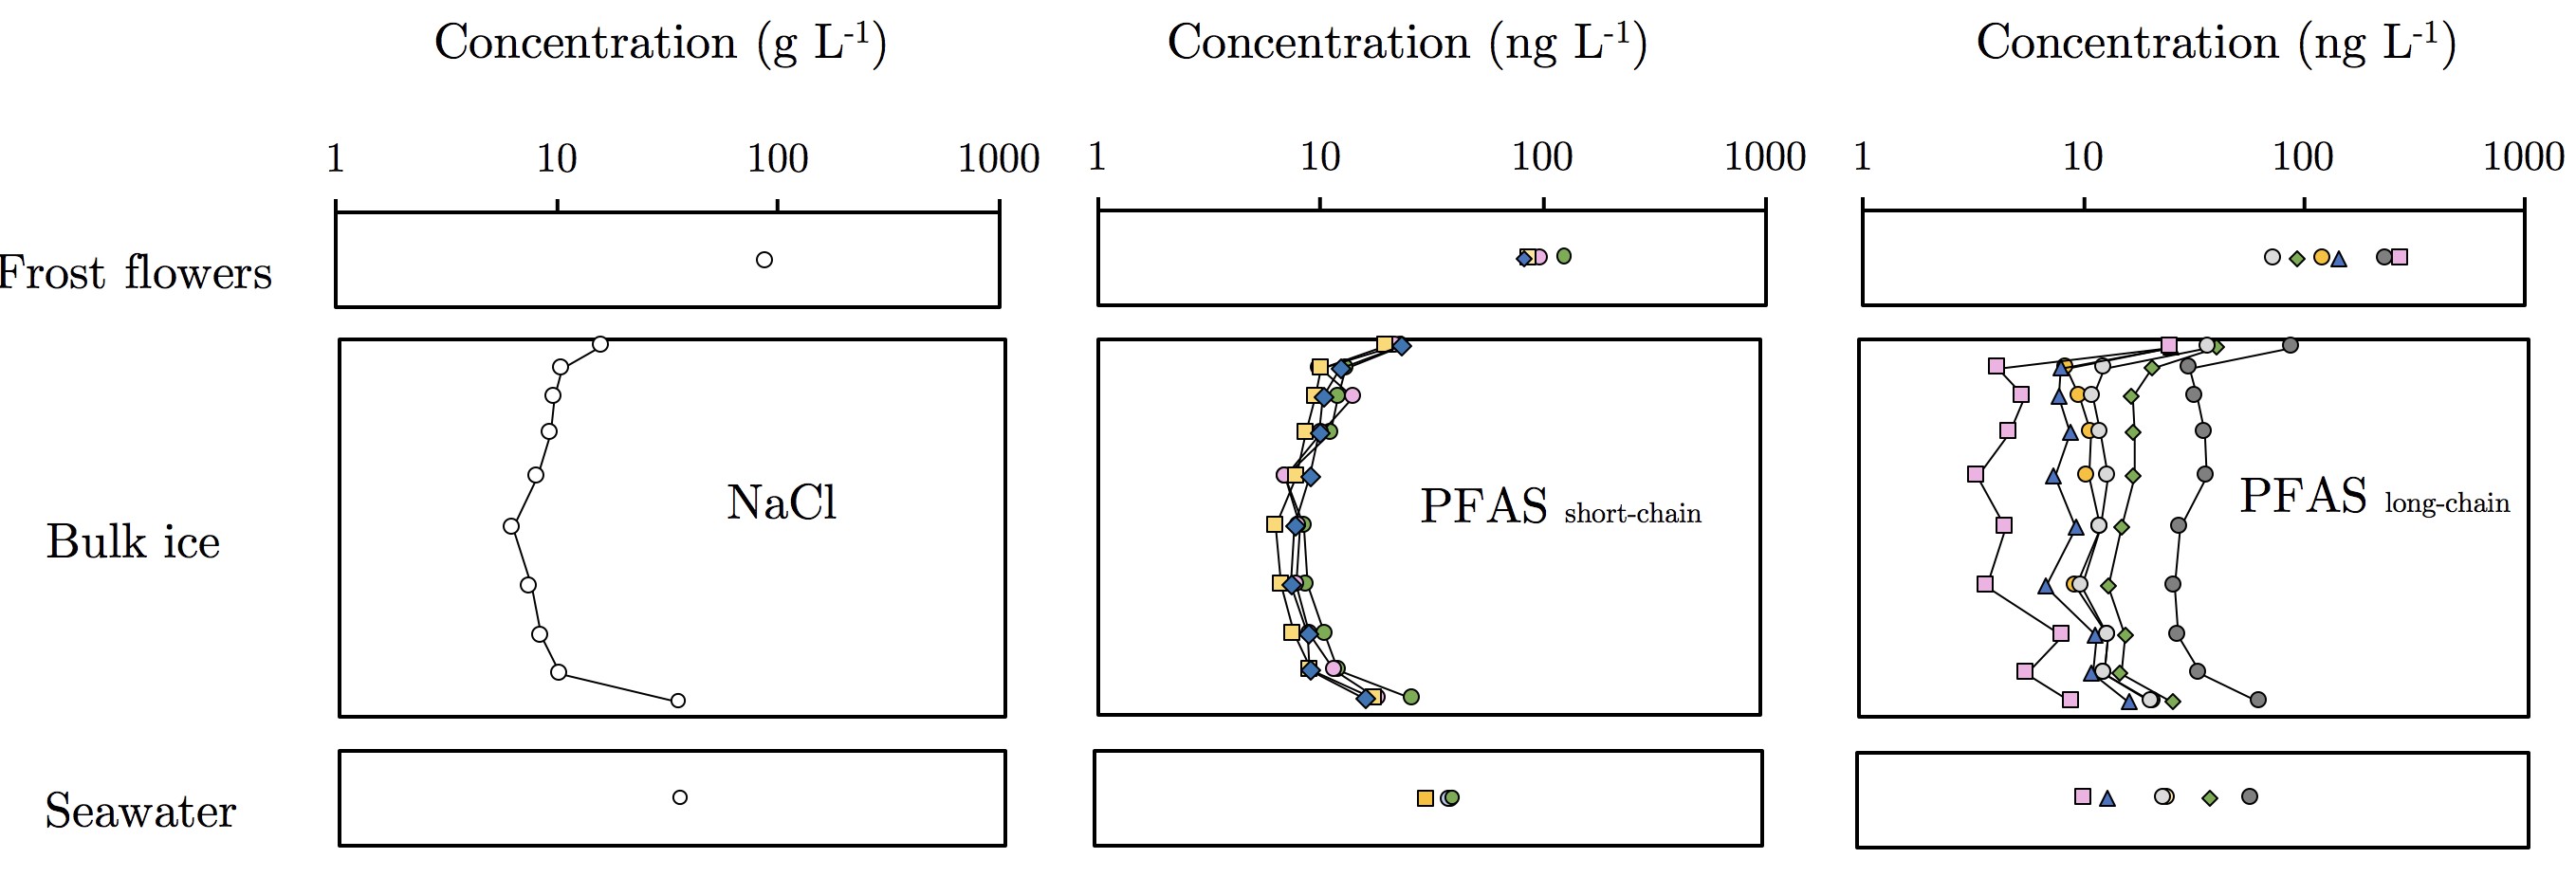 Concentration (g L-1) Concentration (ng L-1) Concentration (ng L-1)
1 10 100 1000 1 10 100 1000 1 10 100 1000
Frost flowers
NaCl PFAS short-chain PFAS long-chain
Bulk ice
Seawater